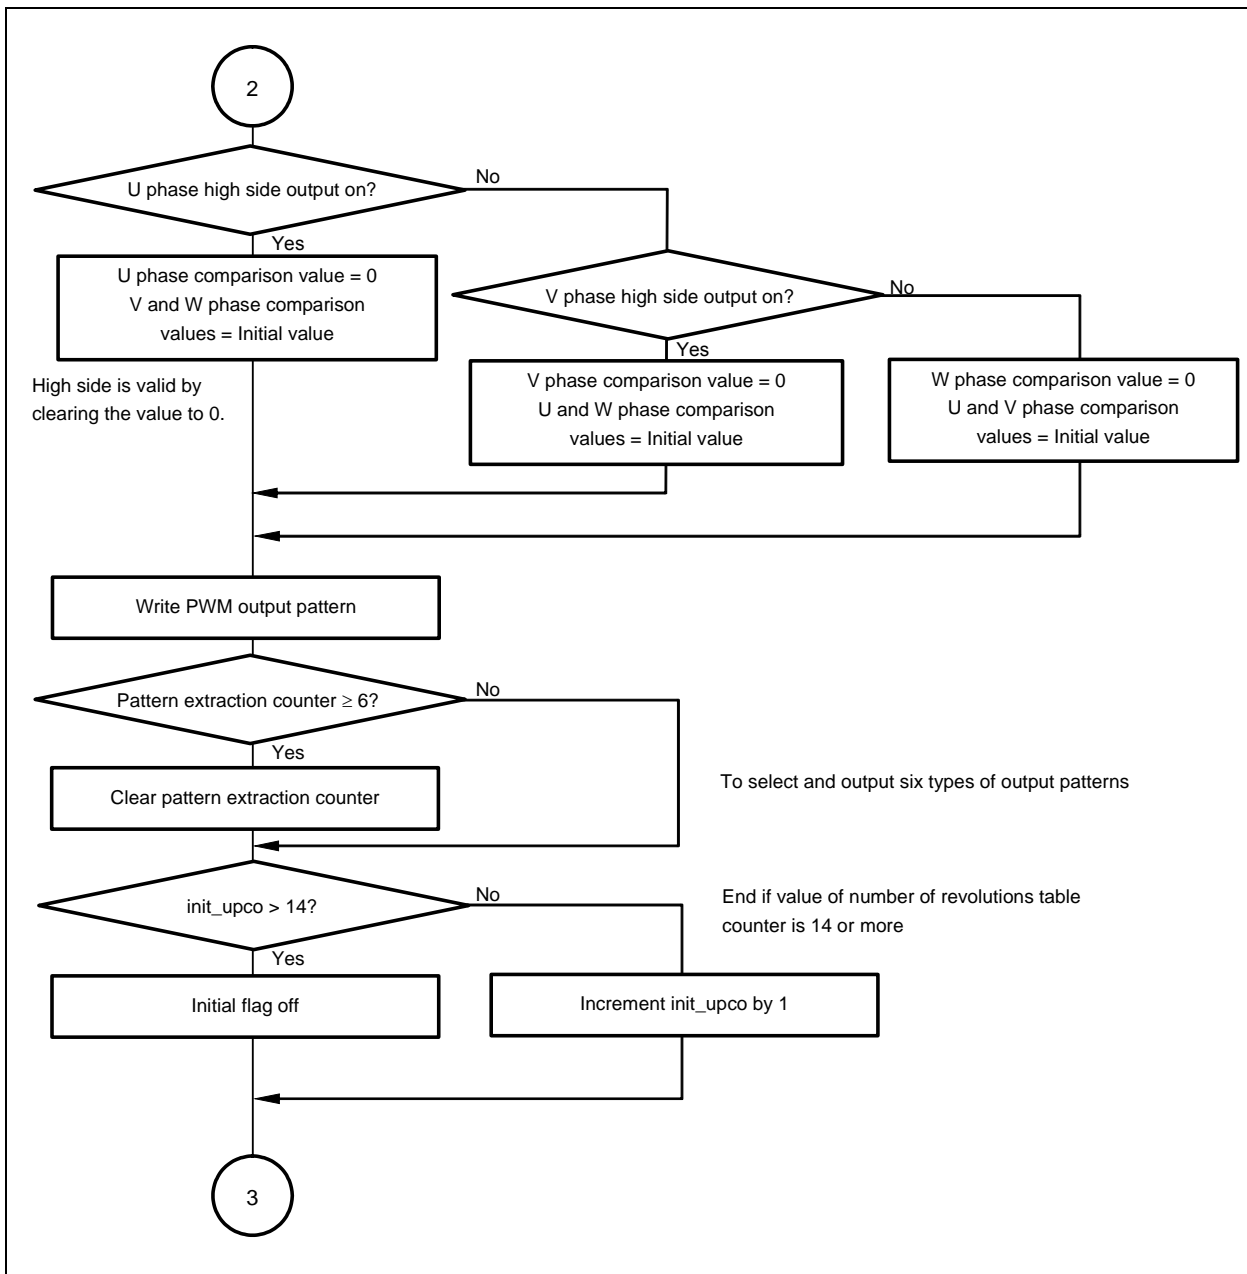 2
U phase high side output on?
No
Yes
U phase comparison value = 0
V and W phase comparison
values = Initial value
V phase high side output on?
No
Yes
V phase comparison value = 0
U and W phase comparison
values = Initial value
W phase comparison value = 0
U and V phase comparison
values = Initial value
High side is valid by
clearing the value to 0.
Write PWM output pattern
Pattern extraction counter ≥ 6?
No
Yes
Clear pattern extraction counter
To select and output six types of output patterns
init_upco > 14?
No
Yes
End if value of number of revolutions table
counter is 14 or more
Initial flag off
Increment init_upco by 1
3